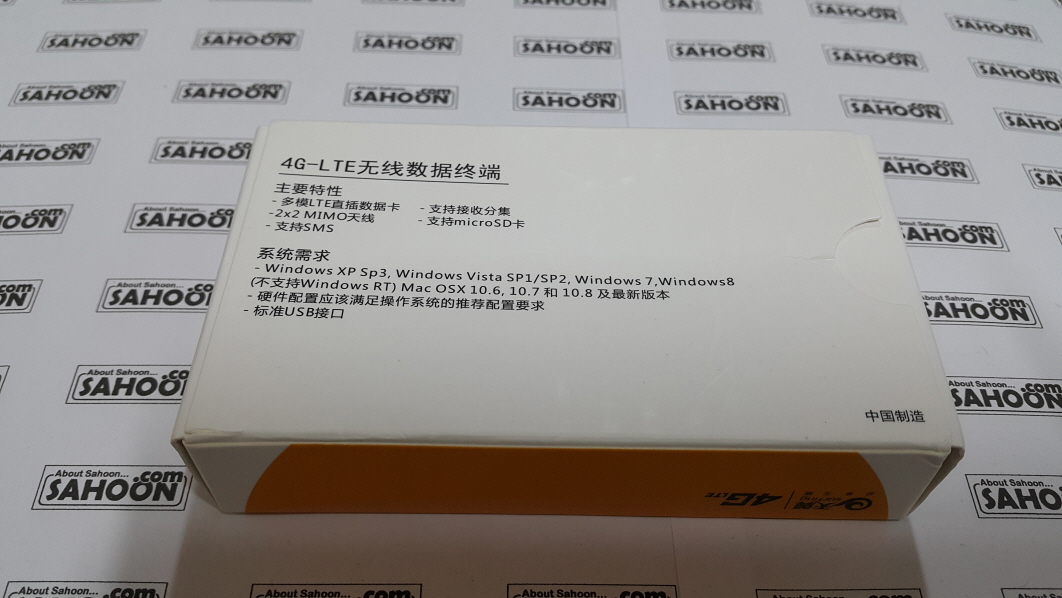 4G-LTE无线数据终端
主要特性
- 多模LTE直插数据卡 - 支持接收分集
-2x2 MIMO天线 - 支持microSD卡
- 支持SMS
系统需求
- Windows XP Sp3, Windows Vista SP1/SP2, Windows 7,Windows8
(不支持Windows RT) Mac OSX 10.6, 10.7 和 10.8 及最新版本
- 硬件配置应该满足操作系统的推荐配置要求
- 标准USB接口
中国制造
天翼 4G LTE
About Sahoon...
SAHOON.com